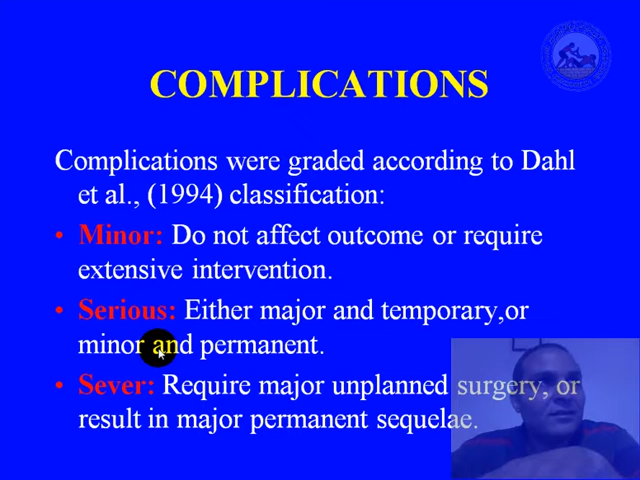 COMPLICATIONS
Complications were graded according to Dahl
et al., (1994) classification:
• Minor: Do not affect outcome or require
extensive intervention.
• Serious: Either major and temporary,or
minor and permanent.
• Sever: Require major unplanned surgery, or
result in major permanent sequelae.